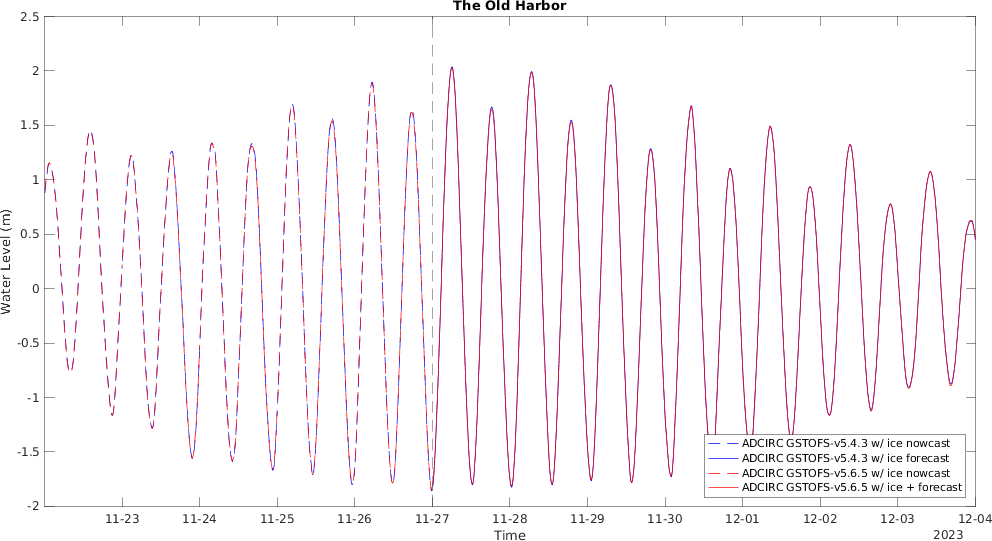 The Old Harbor
2.5
2
1.5
1
0.5
0
-0.5
-1
-1.5
-2
Water Level (m)
ADCIRC GSTOFS-v5.4.3 w/ ice nowcast
ADCIRC GSTOFS-v5.4.3 w/ ice forecast
ADCIRC GSTOFS-v5.6.5 w/ ice nowcast
ADCIRC GSTOFS-v5.6.5 w/ ice + forecast
11-23 11-24 11-25 11-26 11-27 11-28 11-29 11-30 12-01 12-02 12-03 12-04
Time
2023